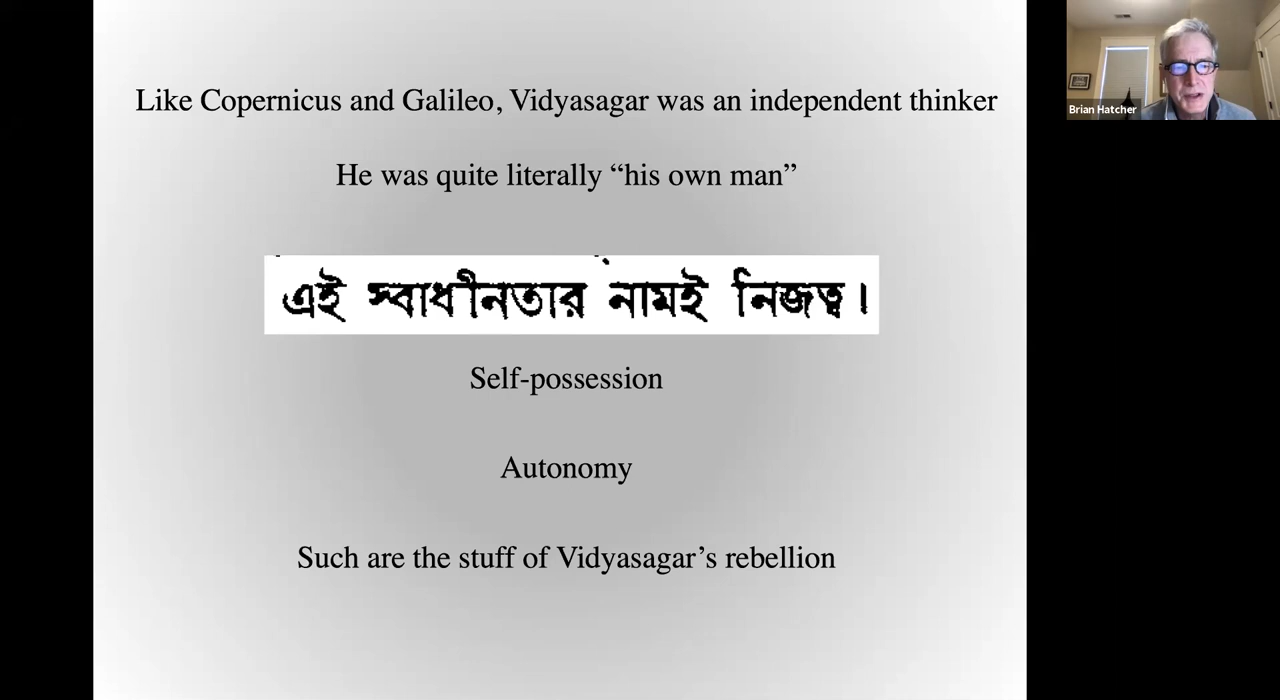 Like Copernicus and Galileo, Vidyasagar was an independent thinker
He was quite literally “his own man”
এই স্বাধীনতার নামই নিজত্ব।
Self-possession
Autonomy
Such are the stuff of Vidyasagar’s rebellion
Brian Hatcher